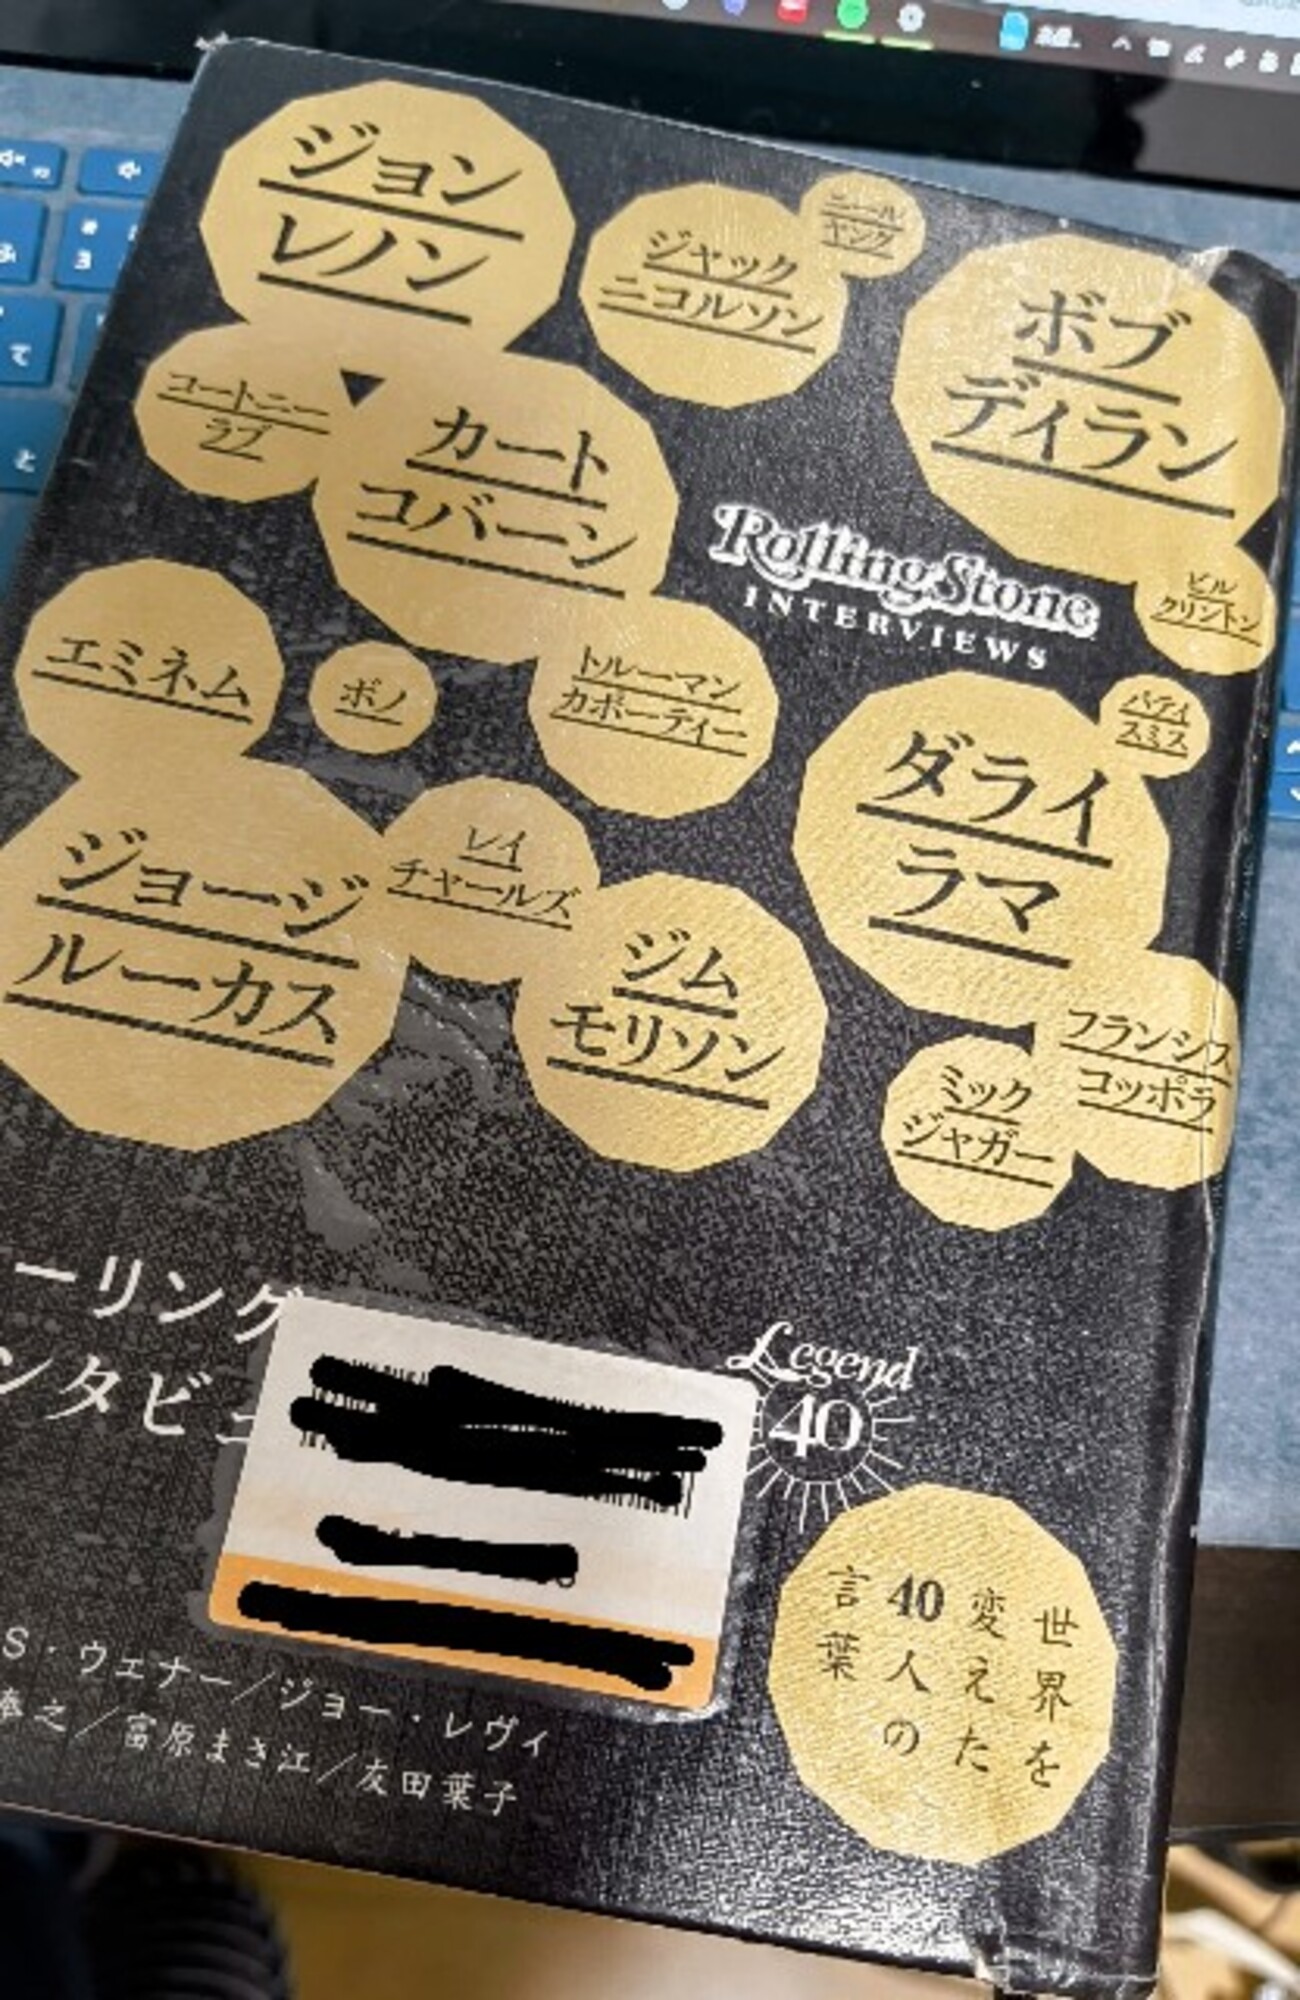 ジョン
レノン
ジャック
ニコルソン
ニール
ヤング
ボブ
ディラン
コートニー
ラブ
カート
コバーン
Rolling Stone
INTERVIEWS
ビル
クリントン
エミネム
ボノ
トルーマン
カポーティー
パティ
スミス
ダライ
ラマ
ジョージ
ルーカス
レイ
チャールズ
ジム
モリソン
フランシス
コッポラ
ミック
ジャガー
ーリング
ンタビュ
Legend
40
世界を
変えた
40人の
言葉
S・ウェナー／ジョー・レヴィ
奉之／富原まさ江／友田葉子
3
て
と